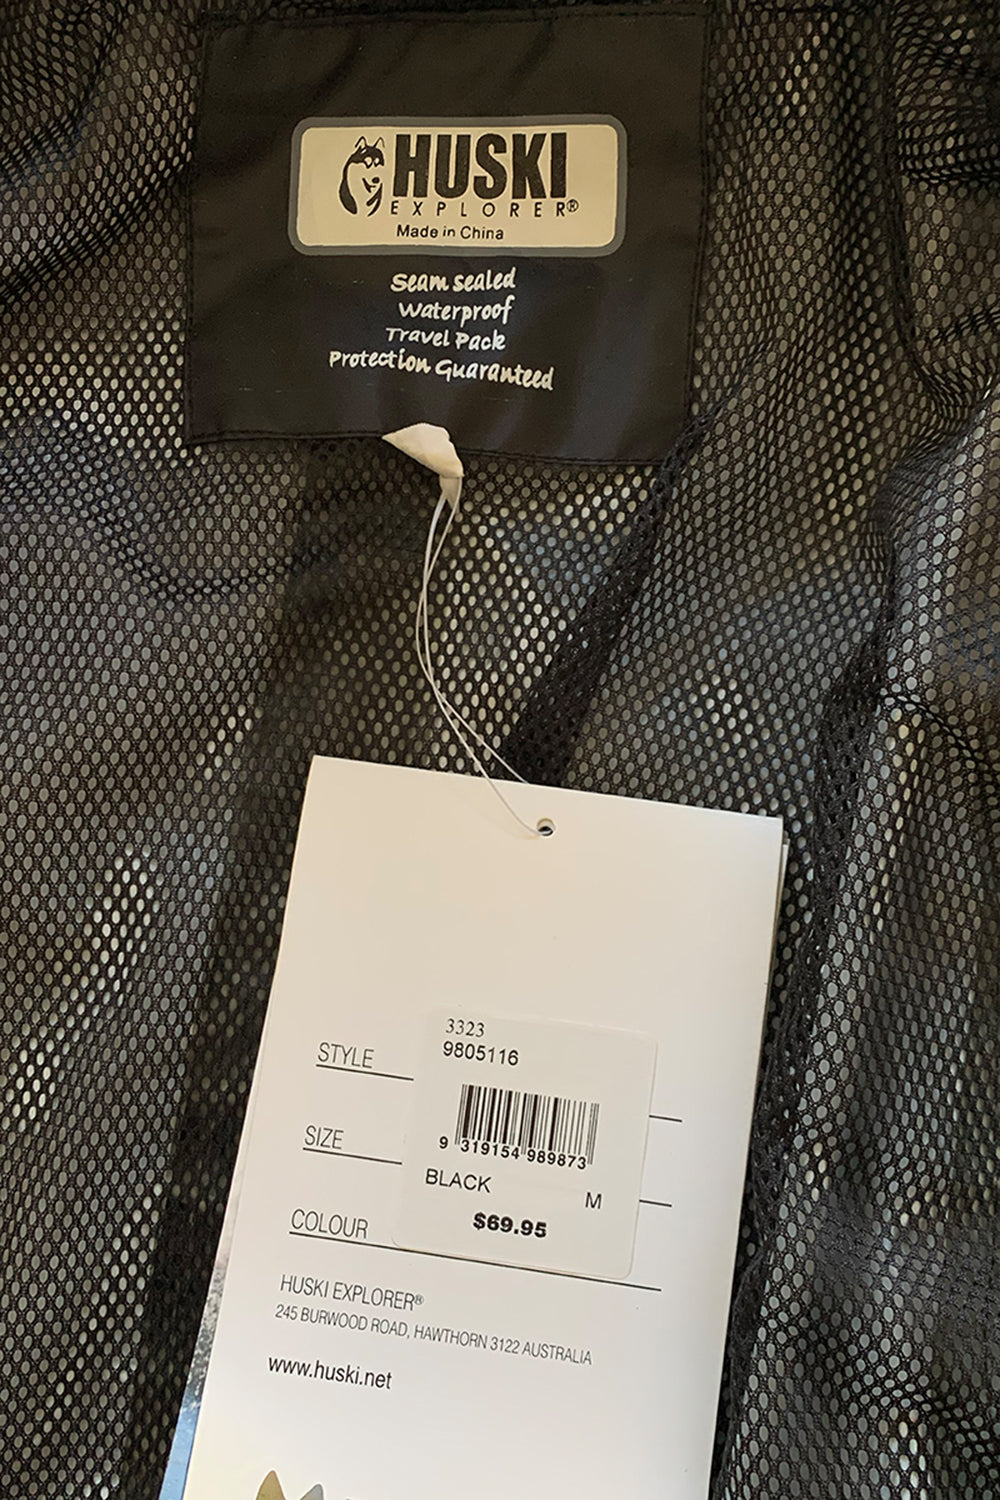 HUSKI
EXPLORER®
Made in China
Seam sealed
Waterproof
Travel Pack
Protection Guaranteed
3323
9805116
STYLE
9 319154 989873
SIZE
BLACK
M
$69.95
COLOUR
HUSKI EXPLORER®
245 BURWOOD ROAD, HAWTHORN 3122 AUSTRALIA
www.huski.net